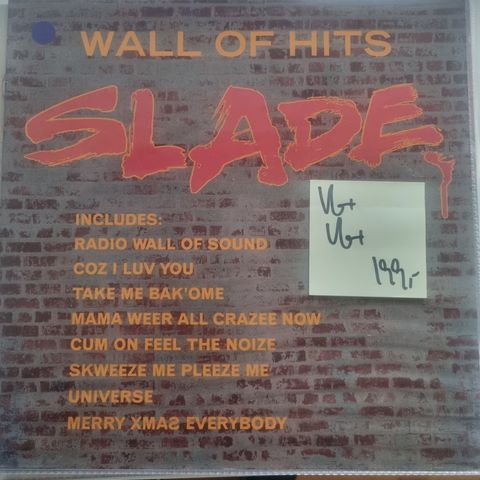 WALL OF HITS
SLADE
INCLUDES:
RADIO WALL OF SOUND
COZ I LUV YOU
TAKE ME BAK'OME
MAMA WEER ALL CRAZEE NOW
CUM ON FEEL THE NOIZE
SKWEEZE ME PLEEZE ME
UNIVERSE
MERRY XMAS EVERYBODY
VG+
VG+
199,-